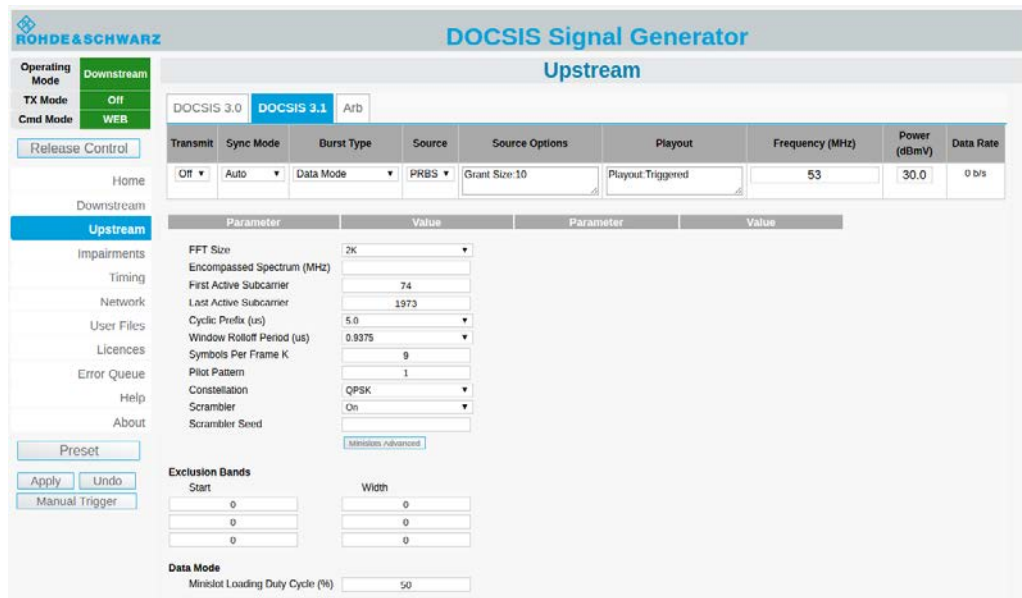 ROHDE&SCHWARZ
DOCSIS Signal Generator
Operating Mode Downstream
TX Mode Off
Cmd Mode WEB
Release Control
Home
Downstream
Upstream
Impairments
Timing
Network
User Files
Licences
Error Queue
Help
About
Preset
Apply Undo
Manual Trigger
Upstream
DOCSIS 3.0 DOCSIS 3.1 Arb
Transmit Sync Mode Burst Type Source Source Options Playout Frequency (MHz) Power (dBmV) Data Rate
Off Auto Data Mode PRBS Grant Size:10 Playout:Triggered 53 30.0 0 b/s
Parameter Value Parameter Value
FFT Size 2K
Encompassed Spectrum (MHz)
First Active Subcarrier 74
Last Active Subcarrier 1973
Cyclic Prefix (us) 5.0
Window Rolloff Period (us) 0.9375
Symbols Per Frame K 9
Pilot Pattern 1
Constellation QPSK
Scrambler On
Scrambler Seed
Minislots Advanced
Exclusion Bands
Start Width
0 0
0 0
0 0
Data Mode
Minislot Loading Duty Cycle (%) 50